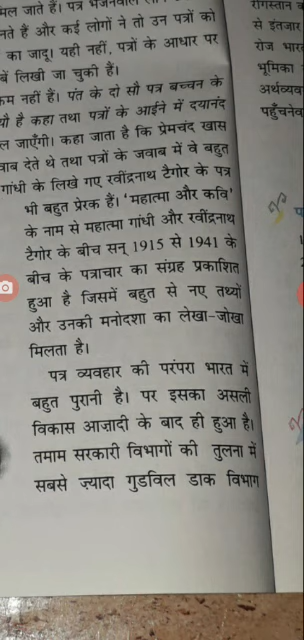 मल जाते हैं। पत्र
नते हैं और कई लोगों ने तो उन पत्रों को
का जादू। यही नहीं, पत्रों के आधार पर
बें लिखी जा चुकी हैं।
कम नहीं हैं। पंत के दो सौ पत्र बच्चन के
यौ है कहा तथा पत्रों के आईने में दयानंद
ल जाएँगी। कहा जाता है कि प्रेमचंद खास
वाब देते थे तथा पत्रों के जवाब में वे बहुत
गांधी के लिखे गए रवींद्रनाथ टैगोर के पत्र
भी बहुत प्रेरक हैं। 'महात्मा और कवि'
के नाम से महात्मा गांधी और रवींद्रनाथ
टैगोर के बीच सन् 1915 से 1941 के
बीच के पत्राचार का संग्रह प्रकाशित
हुआ है जिसमें बहुत से नए तथ्यों
और उनकी मनोदशा का लेखा-जोखा
मिलता है।
पत्र व्यवहार की परंपरा भारत में
बहुत पुरानी है। पर इसका असली
विकास आज़ादी के बाद ही हुआ है।
तमाम सरकारी विभागों की तुलना में
सबसे ज़्यादा गुडविल डाक विभाग
रेगिस्तान
से इंतजार
रोज भारत
भूमिका
अर्थव्यव
पहुँचाने